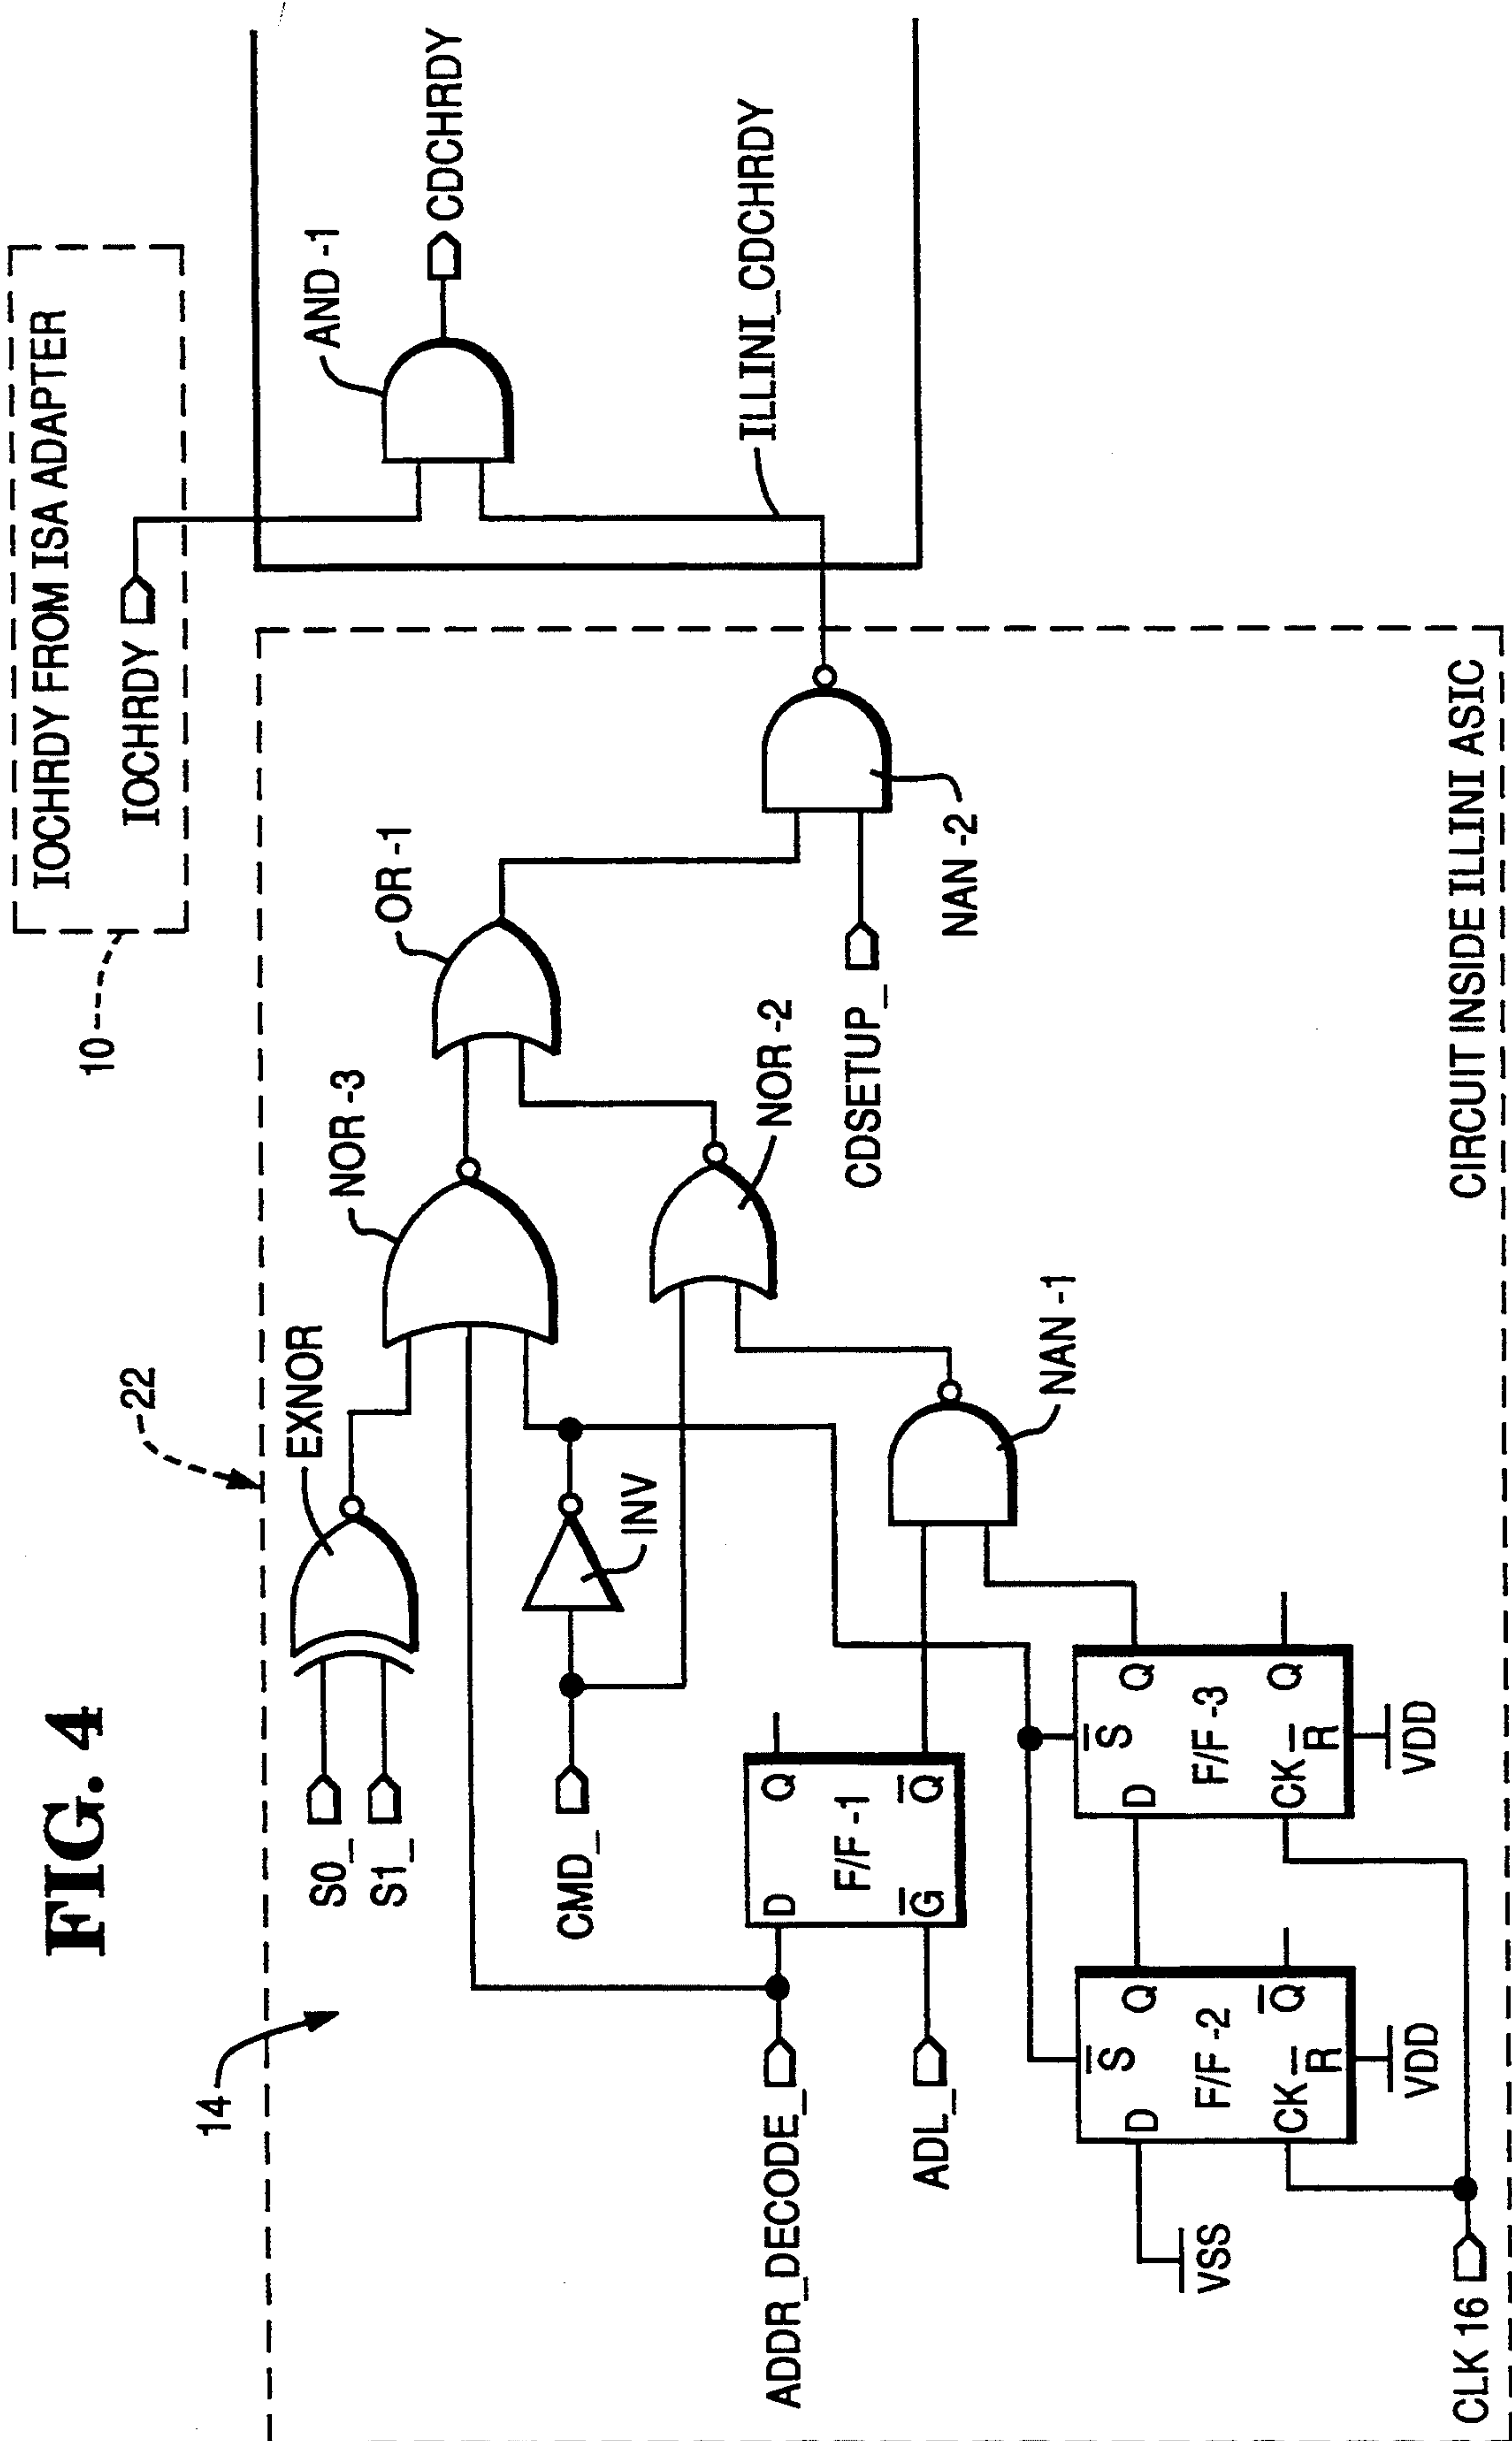 FIG. 4
10
IOCHRDY FROM ISA ADAPTER
IOCHRDY
14
22
S0_
S1_
EXNOR
NOR-3
OR-1
AND-1
CDCHRDY
CMD_
INV
NOR-2
ADDR_DECODE_
D
Q
F/F-1
G
Q
ADL_
NAN-1
CDSETUP_
NAN-2
ILLINI_CDCHRDY
VSS
D
S
Q
F/F-2
CK
R
Q
VDD
D
S
Q
F/F-3
CK
R
Q
VDD
CLK 16
CIRCUIT INSIDE ILLINI ASIC